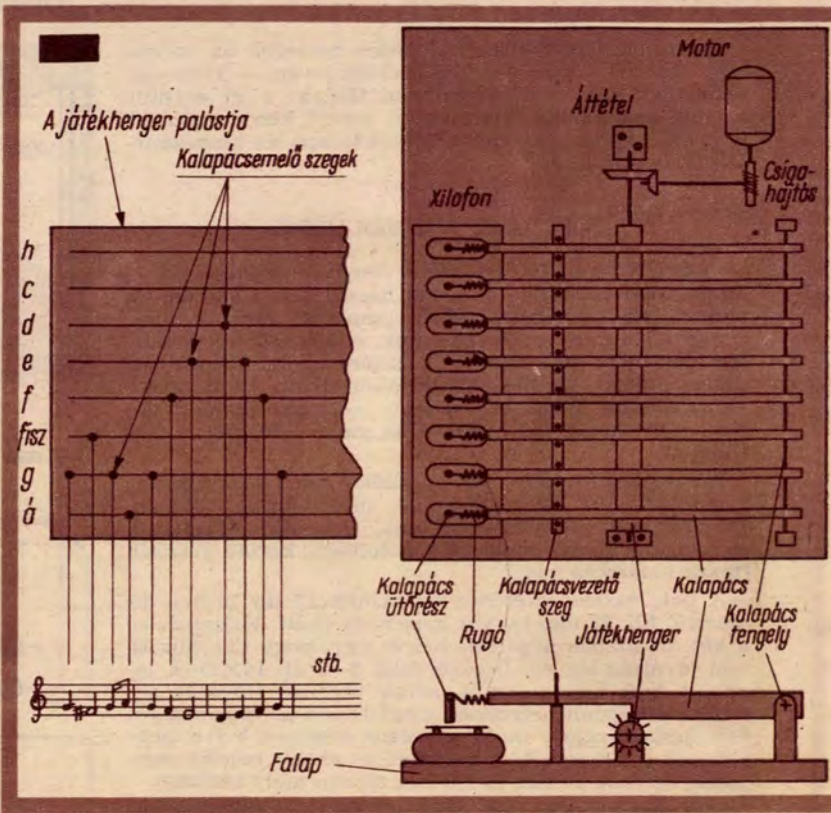 A játékhenger palástja
Kalapácsemelő szegek
h
c
d
e
f
fisz
g
á
stb.
Motor
Áttétel
Csiga-
hajtás
Xilofon
Kalapács
ütőrész
Rugó
Kalapácsvezető
szeg
Játékhenger
Kalapács
Kalapács
tengely
Falap